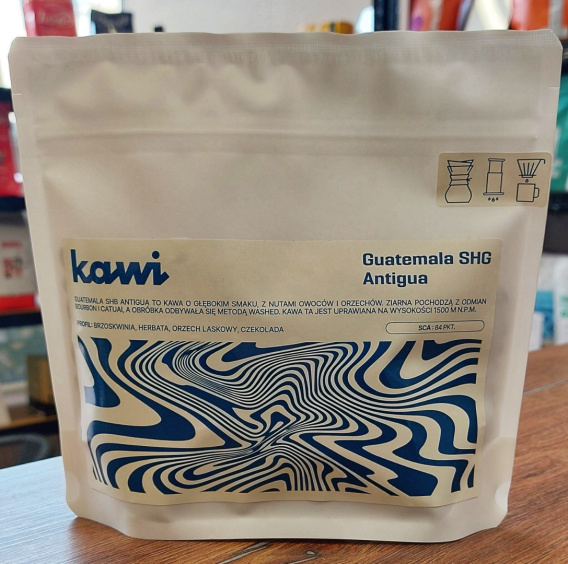 kawi
Guatemala SHG
Antigua
GUATEMALA SHB ANTIGUA TO KAWA O GŁĘBOKIM SMAKU, Z NUTAMI OWOCÓW I ORZECHÓW. ZIARNA POCHODZĄ Z ODMIAN
BOURBON I CATUAI, A OBRÓBKA ODBYWAŁA SIĘ METODĄ WASHED. KAWA TA JEST UPRAWIANA NA WYSOKOŚCI 1500 M N.P.M.
PROFIL: BRZOSKWINIA, HERBATA, ORZECH LASKOWY, CZEKOLADA
SCA: 84 PKT.